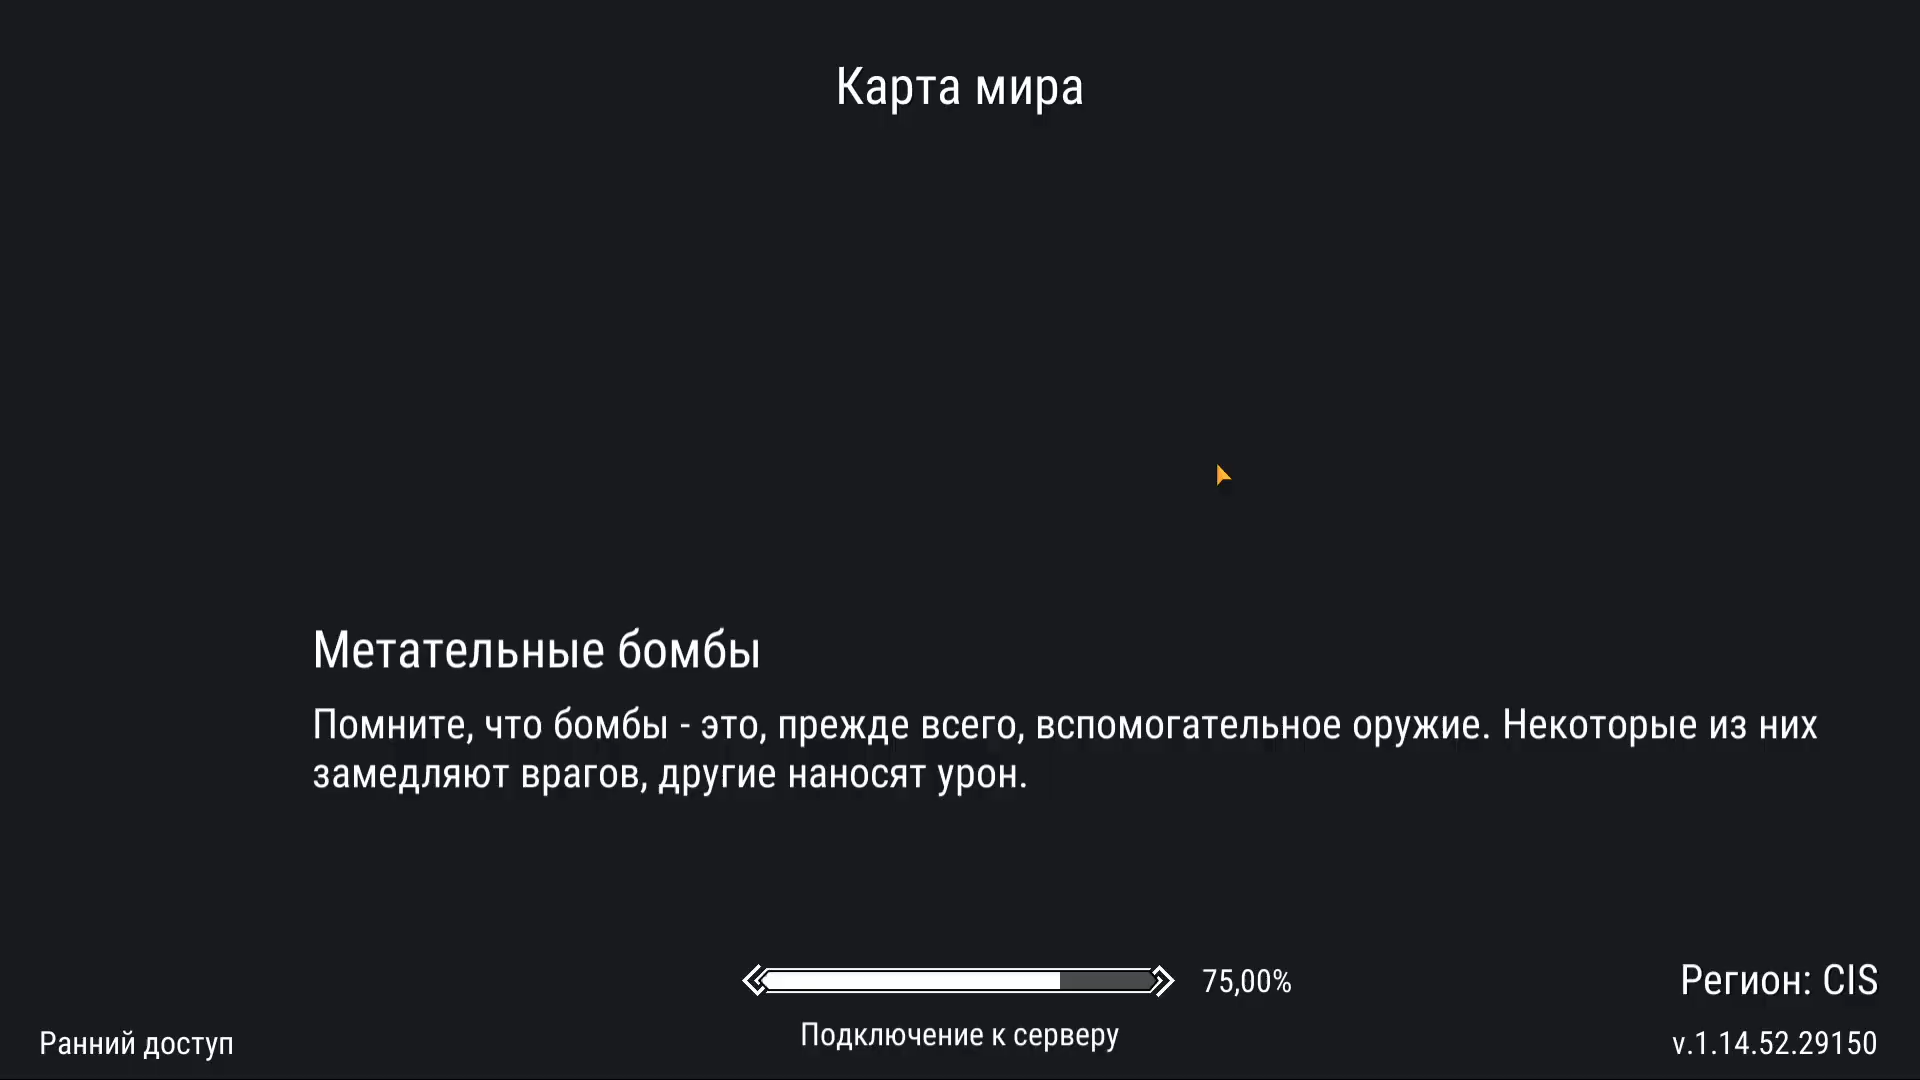 Карта мира
Метательные бомбы
Помните, что бомбы - это, прежде всего, вспомогательное оружие. Некоторые из них
замедляют врагов, другие наносят урон.
75,00%
Подключение к серверу
Регион: CIS
Ранний доступ
v.1.14.52.29150